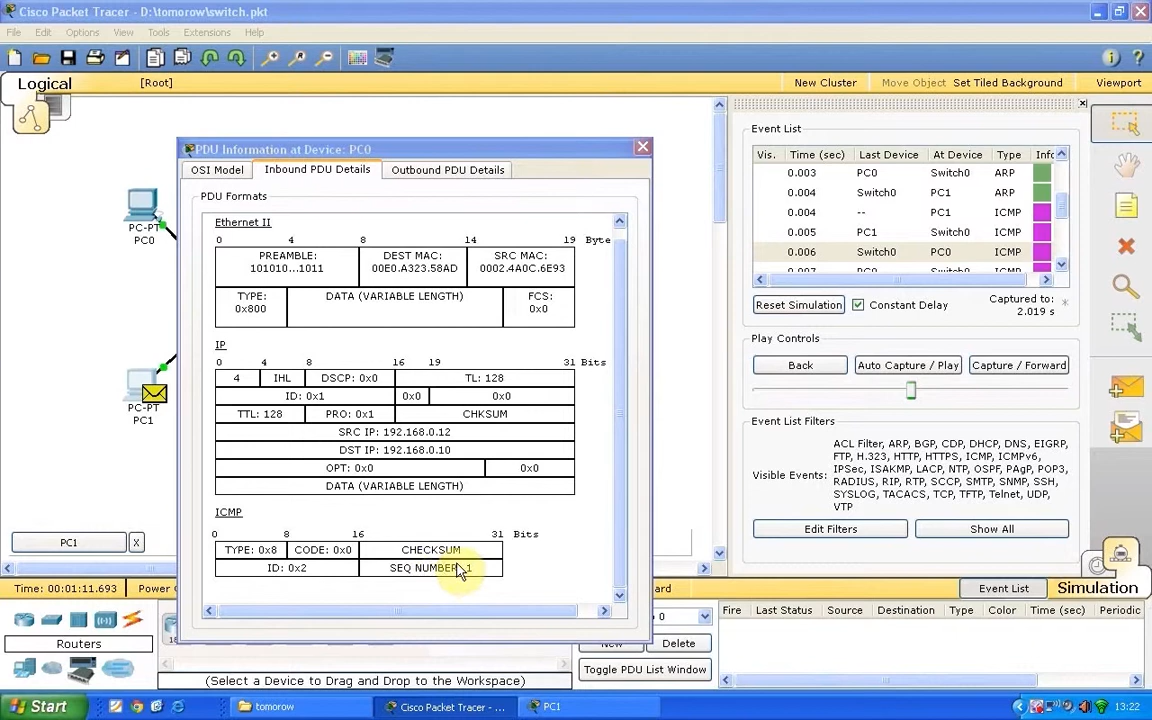 Cisco Packet Tracer - D:\tomorow\switch.pkt
File Edit Options View Tools Extensions Help
Logical
[Root]
New Cluster
Move Object
Set Tiled Background
Viewport
PC-PT
PC0
PC-PT
PC1
PDU Information at Device: PC0
OSI Model
Inbound PDU Details
Outbound PDU Details
PDU Formats
Ethernet II
0 4 8 14 19 Byte
PREAMBLE:
101010...1011
DEST MAC:
00E0.A323.58AD
SRC MAC:
0002.4A0C.6E93
TYPE:
0x800
DATA (VARIABLE LENGTH)
FCS:
0x0
IP
0 4 8 16 19 31 Bits
4 IHL DSCP: 0x0 TL: 128
ID: 0x1 0x0 0x0
TTL: 128 PRO: 0x1 CHKSUM
SRC IP: 192.168.0.12
DST IP: 192.168.0.10
OPT: 0x0 0x0
DATA (VARIABLE LENGTH)
ICMP
0 8 16 31 Bits
TYPE: 0x8 CODE: 0x0 CHECKSUM
ID: 0x2 SEQ NUMBER: 1
Event List
Vis. Time (sec) Last Device At Device Type Info
0.003 PC0 Switch0 ARP
0.004 Switch0 PC1 ARP
0.004 -- PC1 ICMP
0.005 PC1 Switch0 ICMP
0.006 Switch0 PC0 ICMP
0.007 PC0 Switch0 ICMP
Reset Simulation
Constant Delay
Captured to:
2.019 s
*
Play Controls
Back
Auto Capture / Play
Capture / Forward
Event List Filters
Visible Events:
ACL Filter, ARP, BGP, CDP, DHCP, DNS, EIGRP,
FTP, H.323, HTTP, HTTPS, ICMP, ICMPv6,
IPSec, ISAKMP, LACP, NTP, OSPF, PAgP, POP3,
RADIUS, RIP, RTP, SCCP, SMTP, SNMP, SSH,
SYSLOG, TACACS, TCP, TFTP, Telnet, UDP,
VTP
Edit Filters
Show All
PC1
X
Time: 00:01:11.693
Power
Event List
Simulation
Routers
Delete
Toggle PDU List Window
(Select a Device to Drag and Drop to the Workspace)
Fire Last Status Source Destination Type Color Time (sec) Periodic
Start
tomorow
Cisco Packet Tracer - ...
PC1
13:22